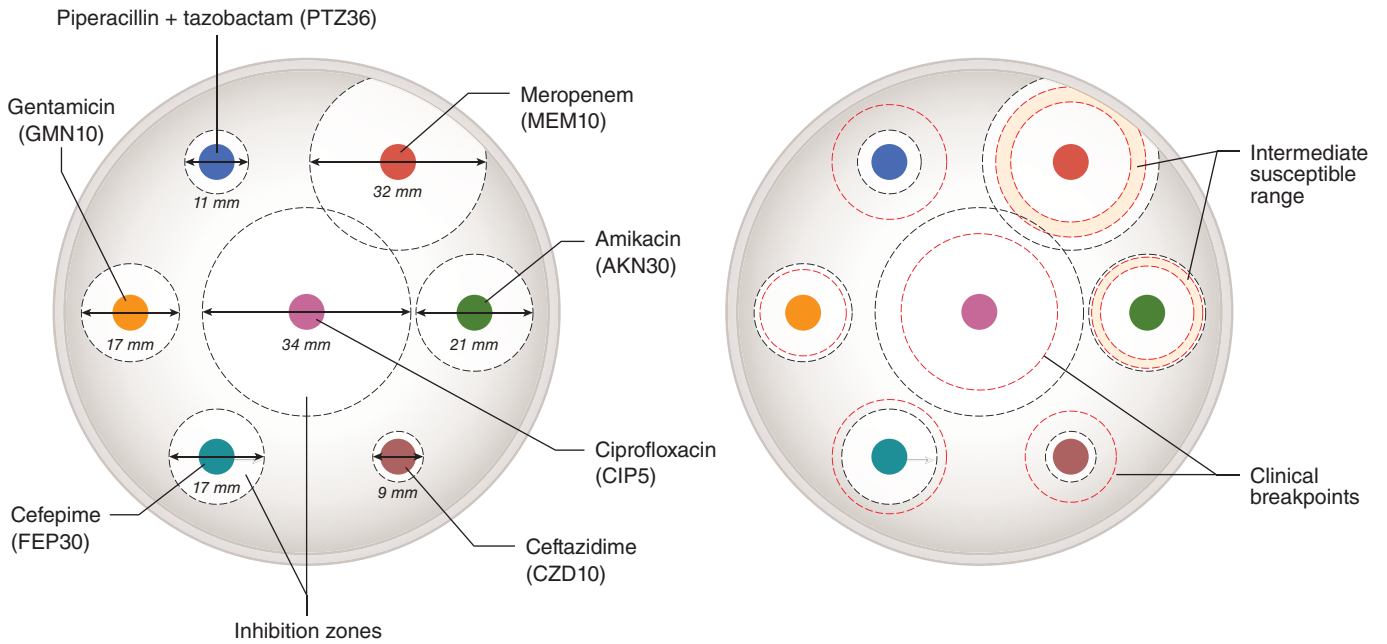 Piperacillin + tazobactam (PTZ36)
Gentamicin
(GMN10)
Meropenem
(MEM10)
11 mm
32 mm
Amikacin
(AKN30)
17 mm
34 mm
21 mm
Ciprofloxacin
(CIP5)
17 mm
9 mm
Cefepime
(FEP30)
Ceftazidime
(CZD10)
Inhibition zones
Intermediate
susceptible
range
Clinical
breakpoints